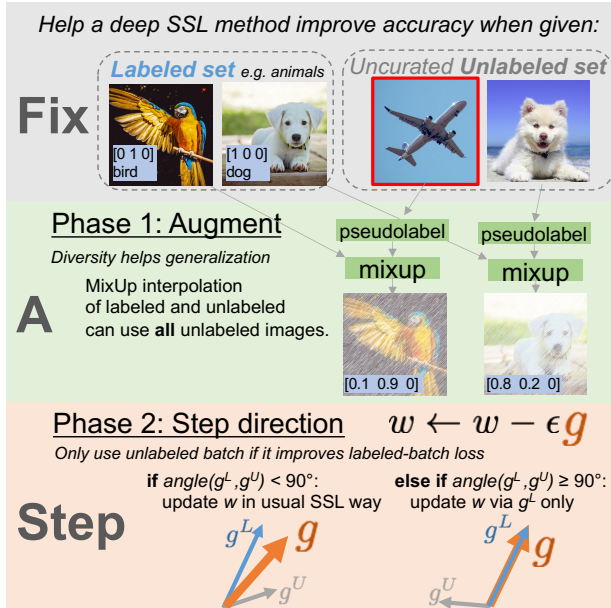 Help a deep SSL method improve accuracy when given:
Labeled set e.g. animals
Uncurated Unlabeled set
Fix
[0 1 0]
bird
[1 0 0]
dog
Phase 1: Augment
Diversity helps generalization
MixUp interpolation
of labeled and unlabeled
can use all unlabeled images.
A
pseudolabel
pseudolabel
mixup
mixup
[0.1 0.9 0]
[0.8 0.2 0]
Phase 2: Step direction
w ← w − ϵg
Only use unlabeled batch if it improves labeled-batch loss
if angle(g^L,g^U) < 90°:
update w in usual SSL way
else if angle(g^L,g^U) ≥ 90°:
update w via g^L only
Step
g^L
g
g^U
g^L
g
g^U